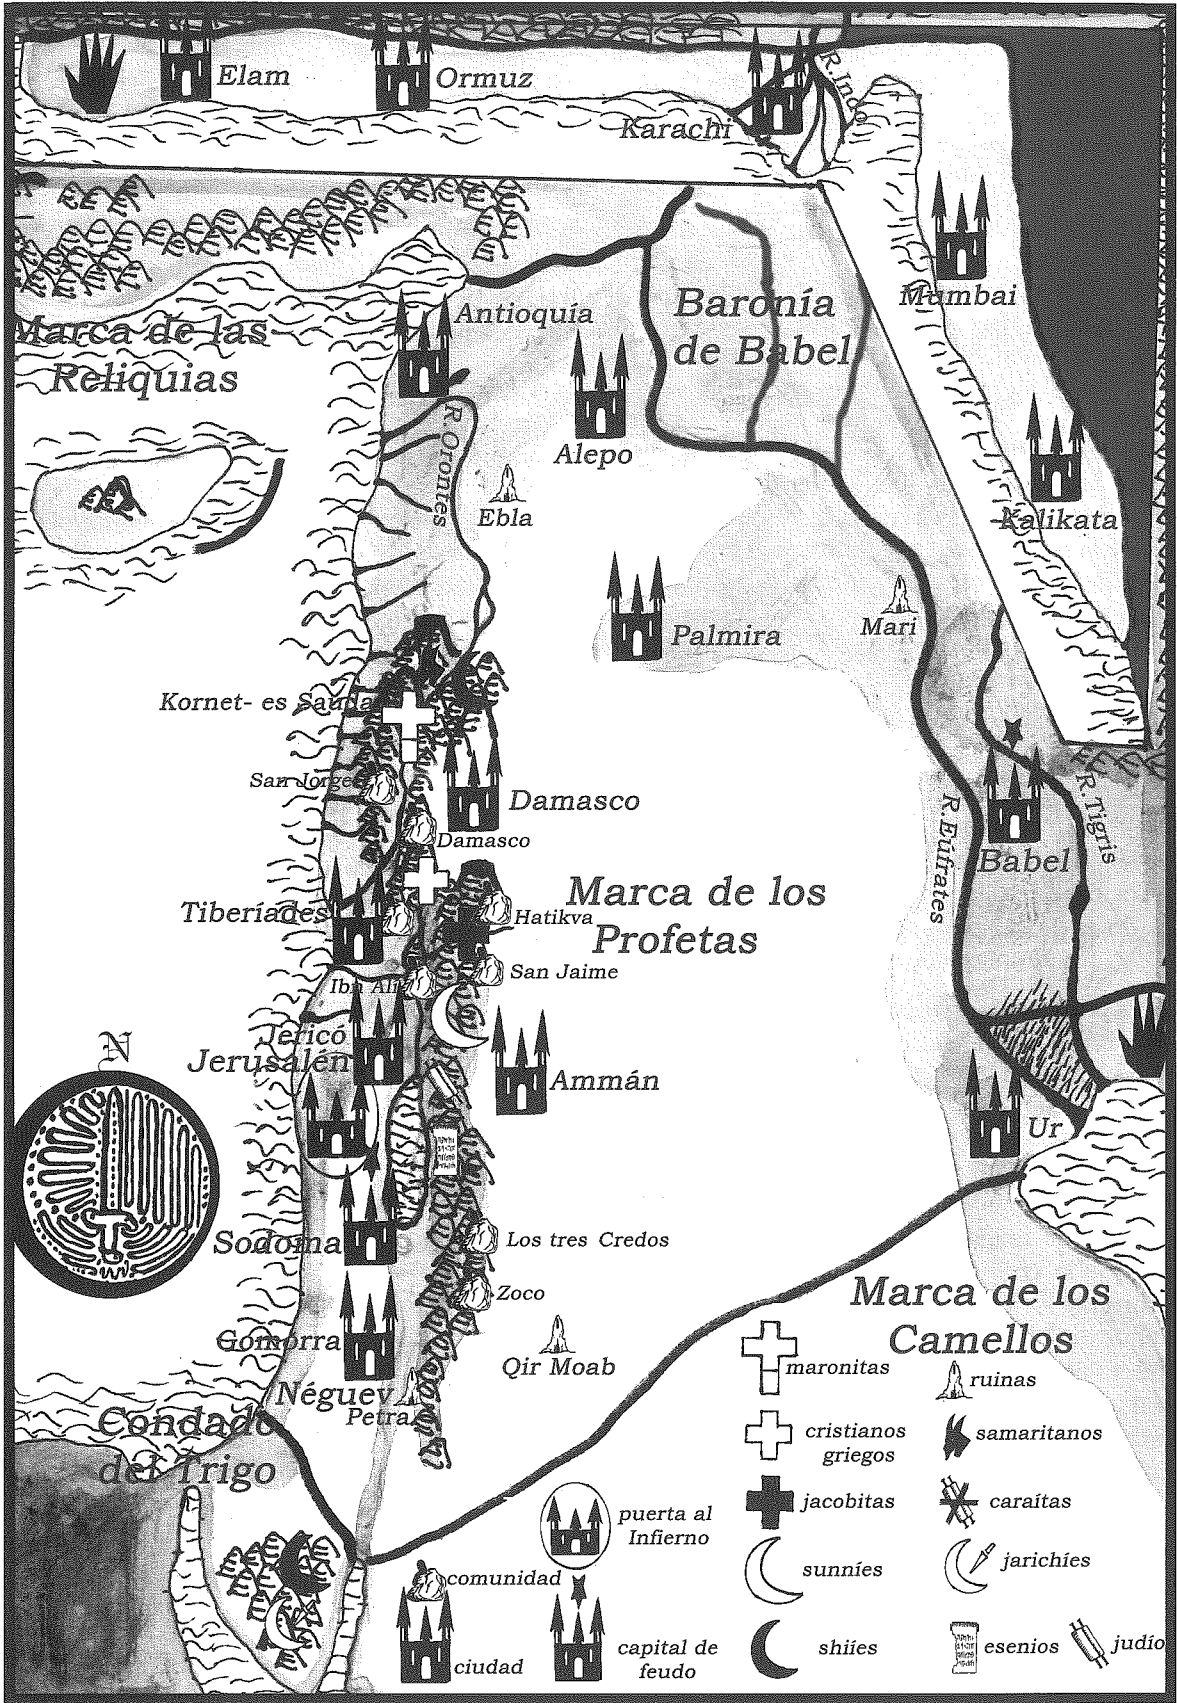 Elam
Ormuz
R.Indo
Karachi
Mumbai
Marca de las
Reliquias
Antioquía
Baronía
de Babel
R.Orontes
Alepo
Ebla
Kalikata
Mari
Palmira
Kornet- es Sauda
San Jorge
Damasco
Damasco
R.Eúfrates
R.Tigris
Babel
Tiberíades
Hatikva
Marca de los
Profetas
San Jaime
Ibn Alí
N
Jericó
Jerusalén
Ammán
Ur
Sodoma
Los tres Credos
Zoco
Gomorra
Qir Moab
Néguev
Petra
Marca de los
Camellos
Condado
del Trigo
maronitas
ruinas
cristianos
griegos
samaritanos
jacobitas
caraítas
puerta al
Infierno
sunníes
jarichíes
comunidad
ciudad
capital de
feudo
shiíes
esenios
judío